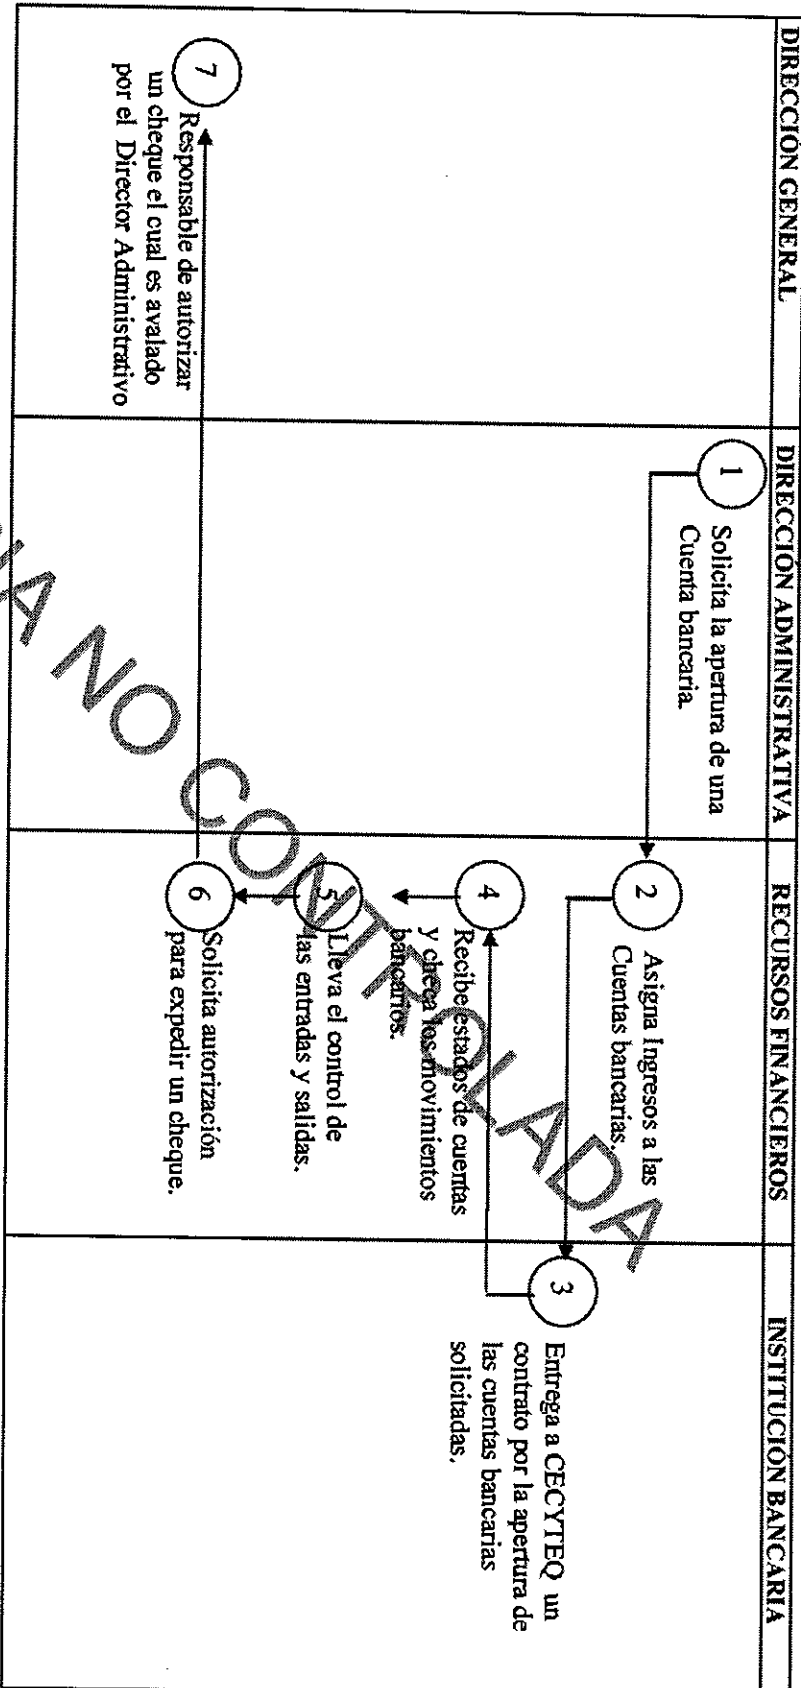 DIRECCIÓN GENERAL
DIRECCIÓN ADMINISTRATIVA
RECURSOS FINANCIEROS
INSTITUCIÓN BANCARIA
1
Solicita la apertura de una
Cuenta bancaria.
2
Asigna Ingresos a las
Cuentas bancarias.
3
Entrega a CECYTEQ un
contrato por la apertura de
las cuentas bancarias
solicitadas.
4
Recibe estados de cuentas
y checa los movimientos
bancarios.
5
Lleva el control de
las entradas y salidas.
6
Solicita autorización
para expedir un cheque.
7
Responsable de autorizar
un cheque el cual es avalado
por el Director Administrativo
NO CONTROLADA